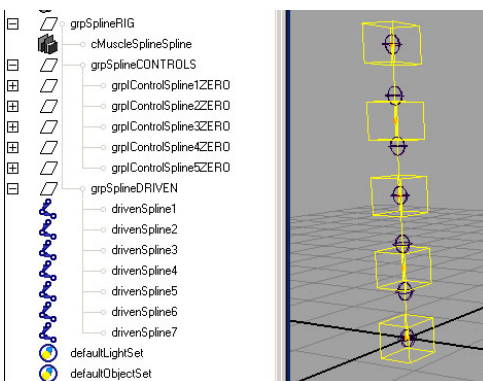 grpSplineRIG
cMuscleSplineSpline
grpSplineCONTROLS
grpIControlSpline1ZERO
grpIControlSpline2ZERO
grpIControlSpline3ZERO
grpIControlSpline4ZERO
grpIControlSpline5ZERO
grpSplineDRIVEN
drivenSpline1
drivenSpline2
drivenSpline3
drivenSpline4
drivenSpline5
drivenSpline6
drivenSpline7
defaultLightSet
defaultObjectSet